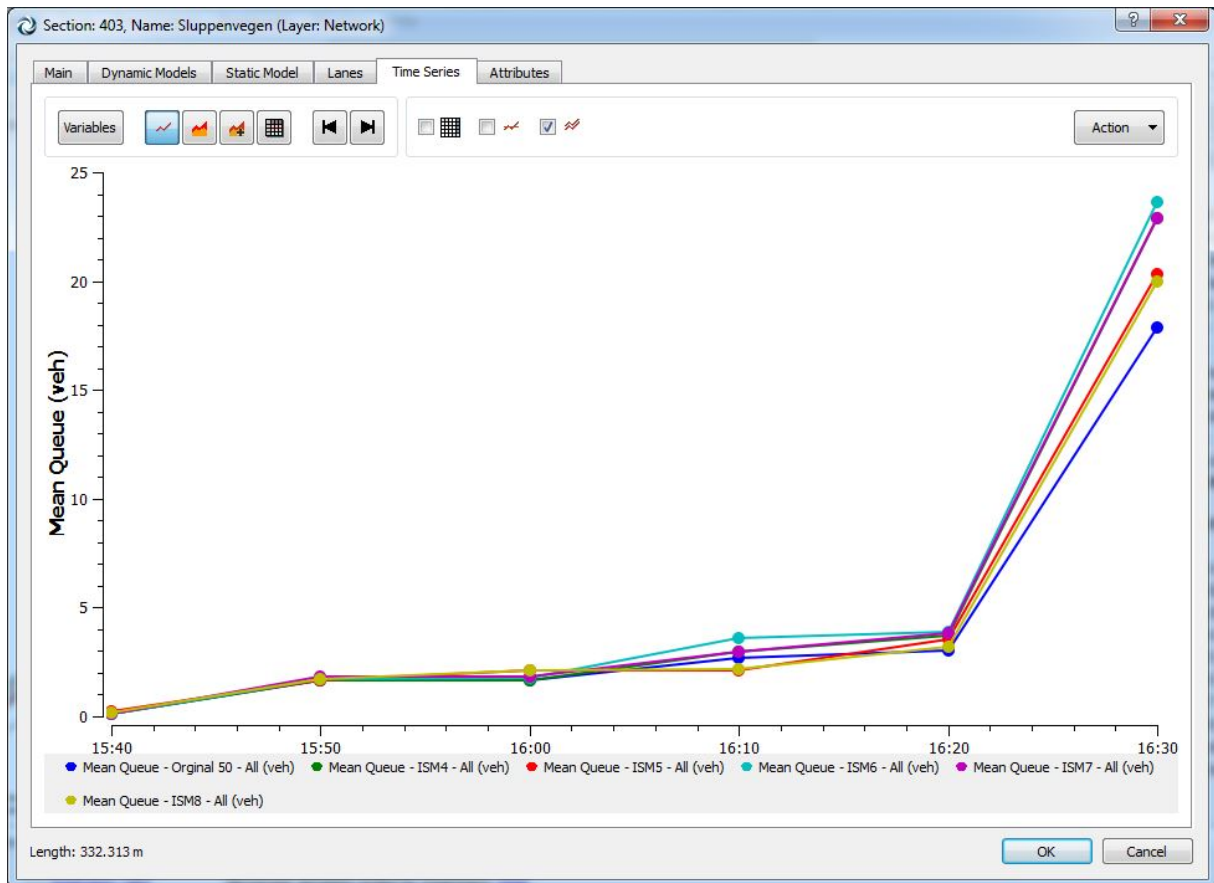 Section: 403, Name: Sluppenvegen (Layer: Network)
Main Dynamic Models Static Model Lanes Time Series Attributes
Variables Action
25
20
15
10
5
0
Mean Queue (veh)
15:40 15:50 16:00 16:10 16:20 16:30
Mean Queue - Orginal 50 - All (veh) Mean Queue - ISM4 - All (veh) Mean Queue - ISM5 - All (veh) Mean Queue - ISM6 - All (veh) Mean Queue - ISM7 - All (veh)
Mean Queue - ISM8 - All (veh)
Length: 332.313 m OK Cancel